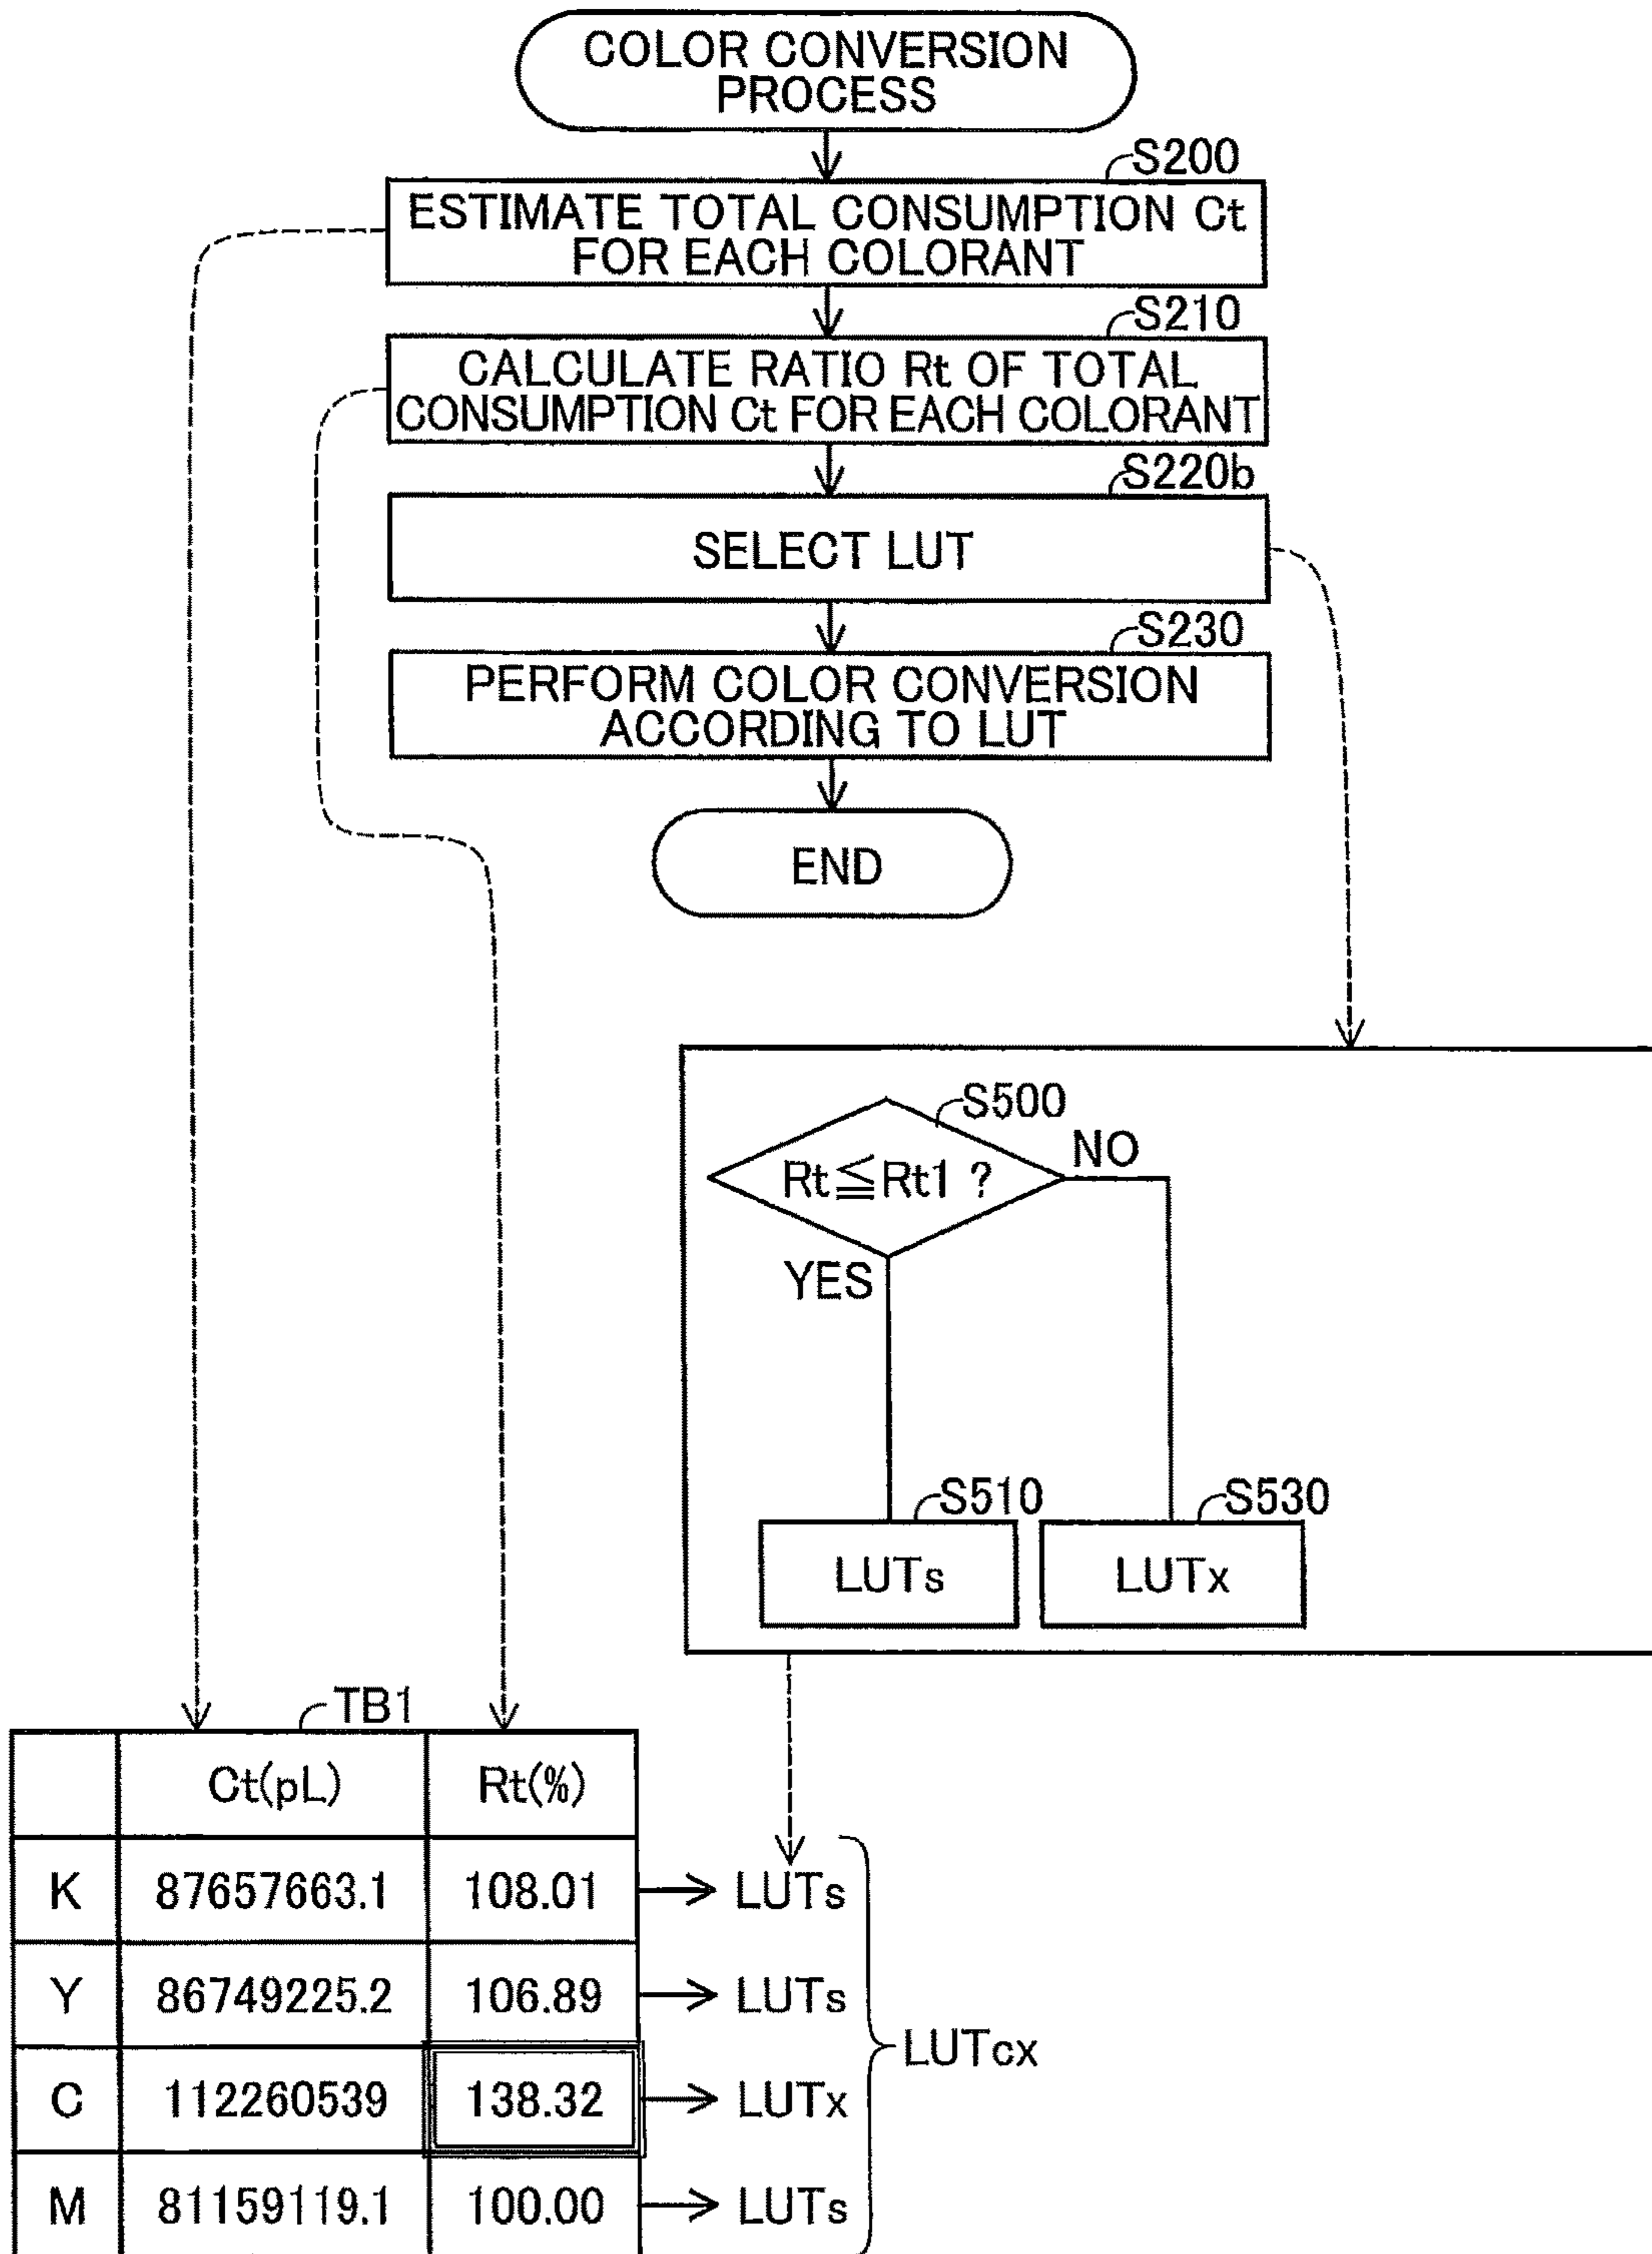 COLOR CONVERSION
PROCESS
S200
ESTIMATE TOTAL CONSUMPTION Ct
FOR EACH COLORANT
S210
CALCULATE RATIO Rt OF TOTAL
CONSUMPTION Ct FOR EACH COLORANT
S220b
SELECT LUT
S230
PERFORM COLOR CONVERSION
ACCORDING TO LUT
END
S500
Rt≦Rt1 ?
NO
YES
S510
S530
LUTs
LUTx
TB1
Ct(pL) Rt(%)
K 87657663.1 108.01 LUTs
Y 86749225.2 106.89 LUTs
LUTcx
C 112260539 138.32 LUTx
M 81159119.1 100.00 LUTs